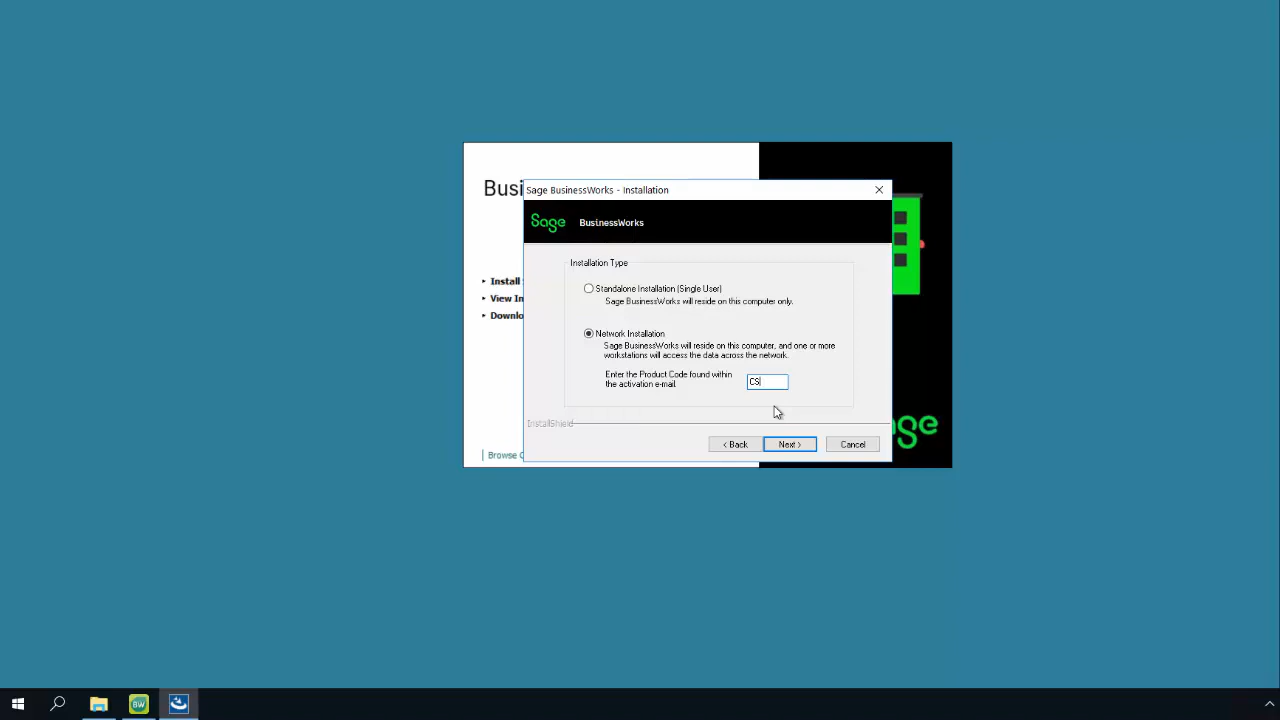 Busi
Sage BusinessWorks - Installation
Sage BusinessWorks
Installation Type
Install
Standalone Installation (Single User)
View In
Sage BusinessWorks will reside on this computer only.
Downlo
Network Installation
Sage BusinessWorks will reside on this computer, and one or more
workstations will access the data across the network.
Enter the Product Code found within
the activation e-mail
CS
InstallShield
age
< Back Next > Cancel
Browse C
BW